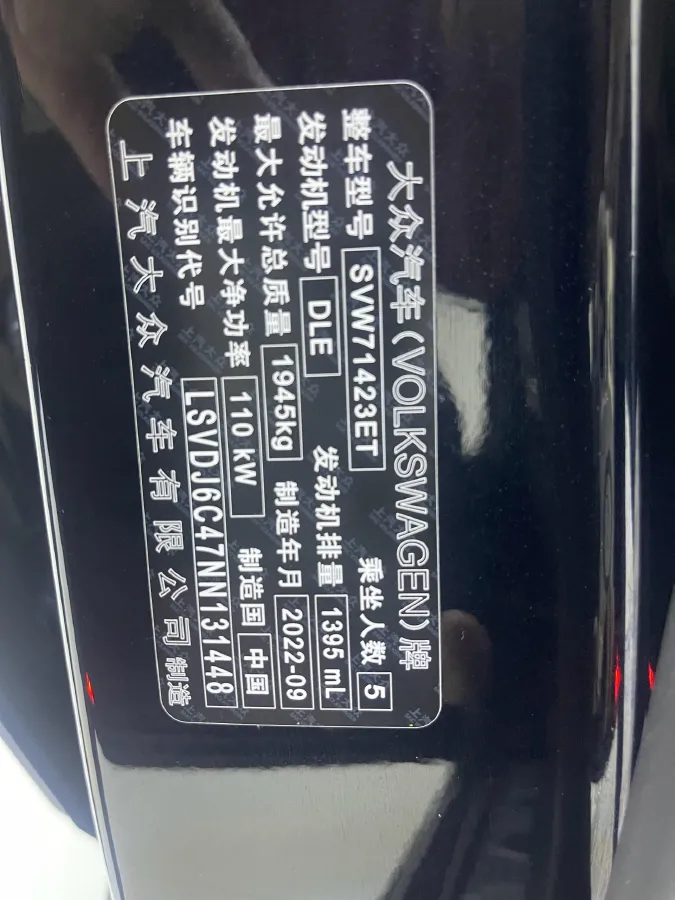 大众汽车(VOLKSWAGEN)牌
整车型号 SVW71423ET 乘坐人数 5
发动机型号 DLE 发动机排量 1395 mL
最大允许总质量 1945kg 制造年月 2022-09
发动机最大净功率 110 kW 制造国 中国
车辆识别代号 LSVDJ6C47NN131448
上汽大众汽车有限公司 制造